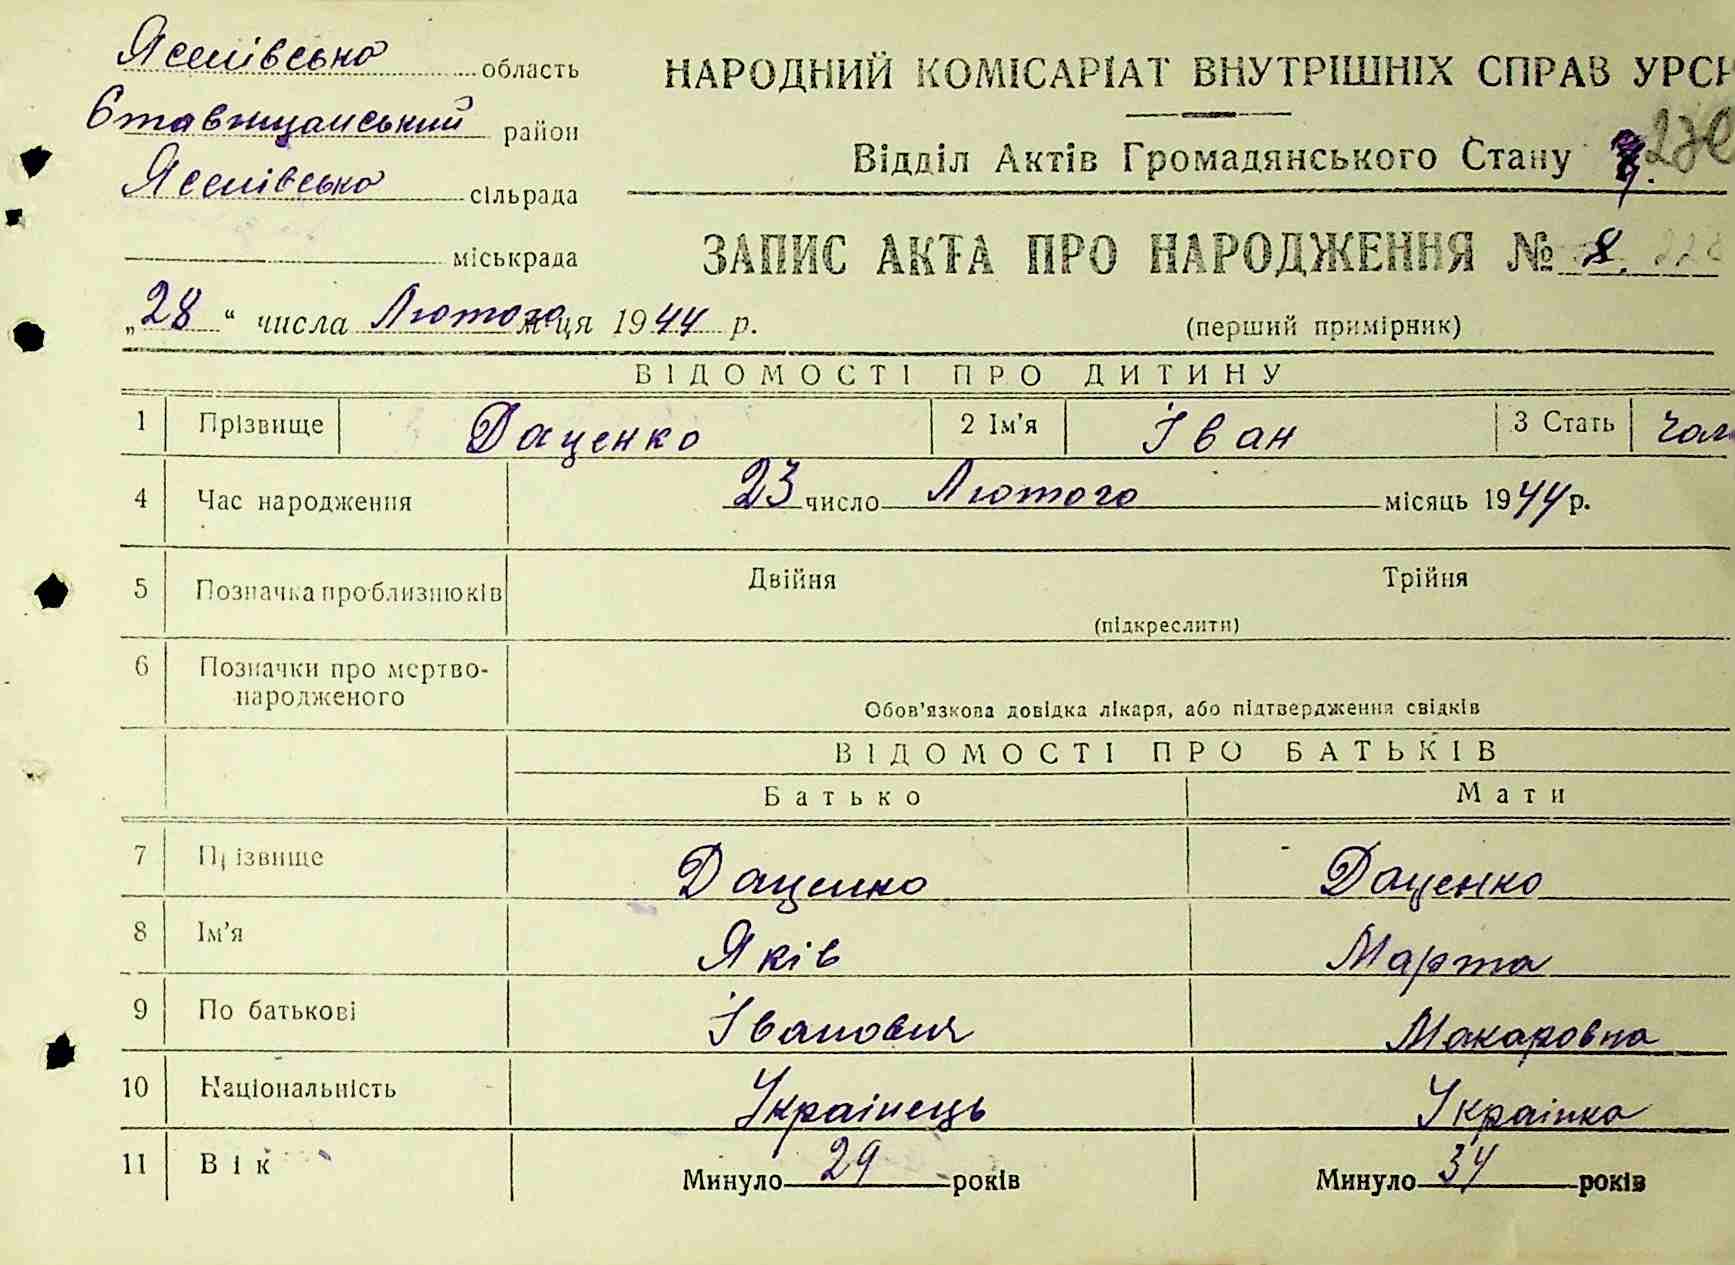 область
НАРОДНИЙ КОМІСАРІАТ ВНУТРІШНІХ СПРАВ УРСР
Ставищанський район
Відділ Актів Громадянського Стану
сільрада
міськрада
ЗАПИС АКТА ПРО НАРОДЖЕННЯ № 8.
„28“ числа Лютого м-ця 1944 р.
(перший примірник)
ВІДОМОСТІ ПРО ДИТИНУ
1 Прізвище Даценко 2 Ім'я Іван 3 Стать Чол
4 Час народження 23 число Лютого місяць 1944 р.
5 Позначка про близнюків Двійня Трійня
(підкреслити)
6 Позначки про мертво-
народженого
Обов'язкова довідка лікаря, або підтвердження свідків
ВІДОМОСТІ ПРО БАТЬКІВ
Батько Мати
7 Прізвище Даценко Даценко
8 Ім'я Яків Марта
9 По батькові Іванович Макаровна
10 Національність Українець Українка
11 Вік Минуло 29 років Минуло 34 років